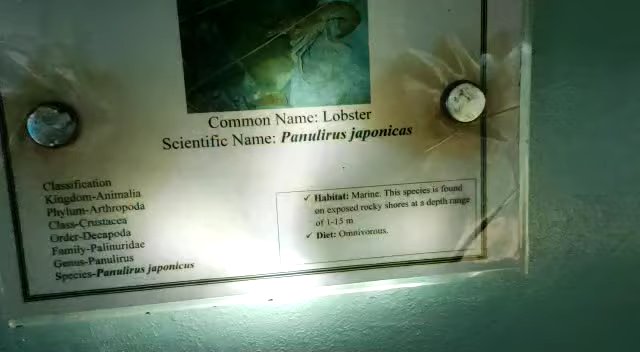 Common Name: Lobster
Scientific Name: Panulirus japonicas
Classification
Kingdom-Animalia
Phylum-Arthropoda
Class-Crustacea
Order-Decapoda
Family-Palinuridae
Genus-Panulirus
Species-Panulirus japonicus
✓ Habitat: Marine. This species is found
on exposed rocky shores at a depth range
of 1-15 m
✓ Diet: Omnivorous.